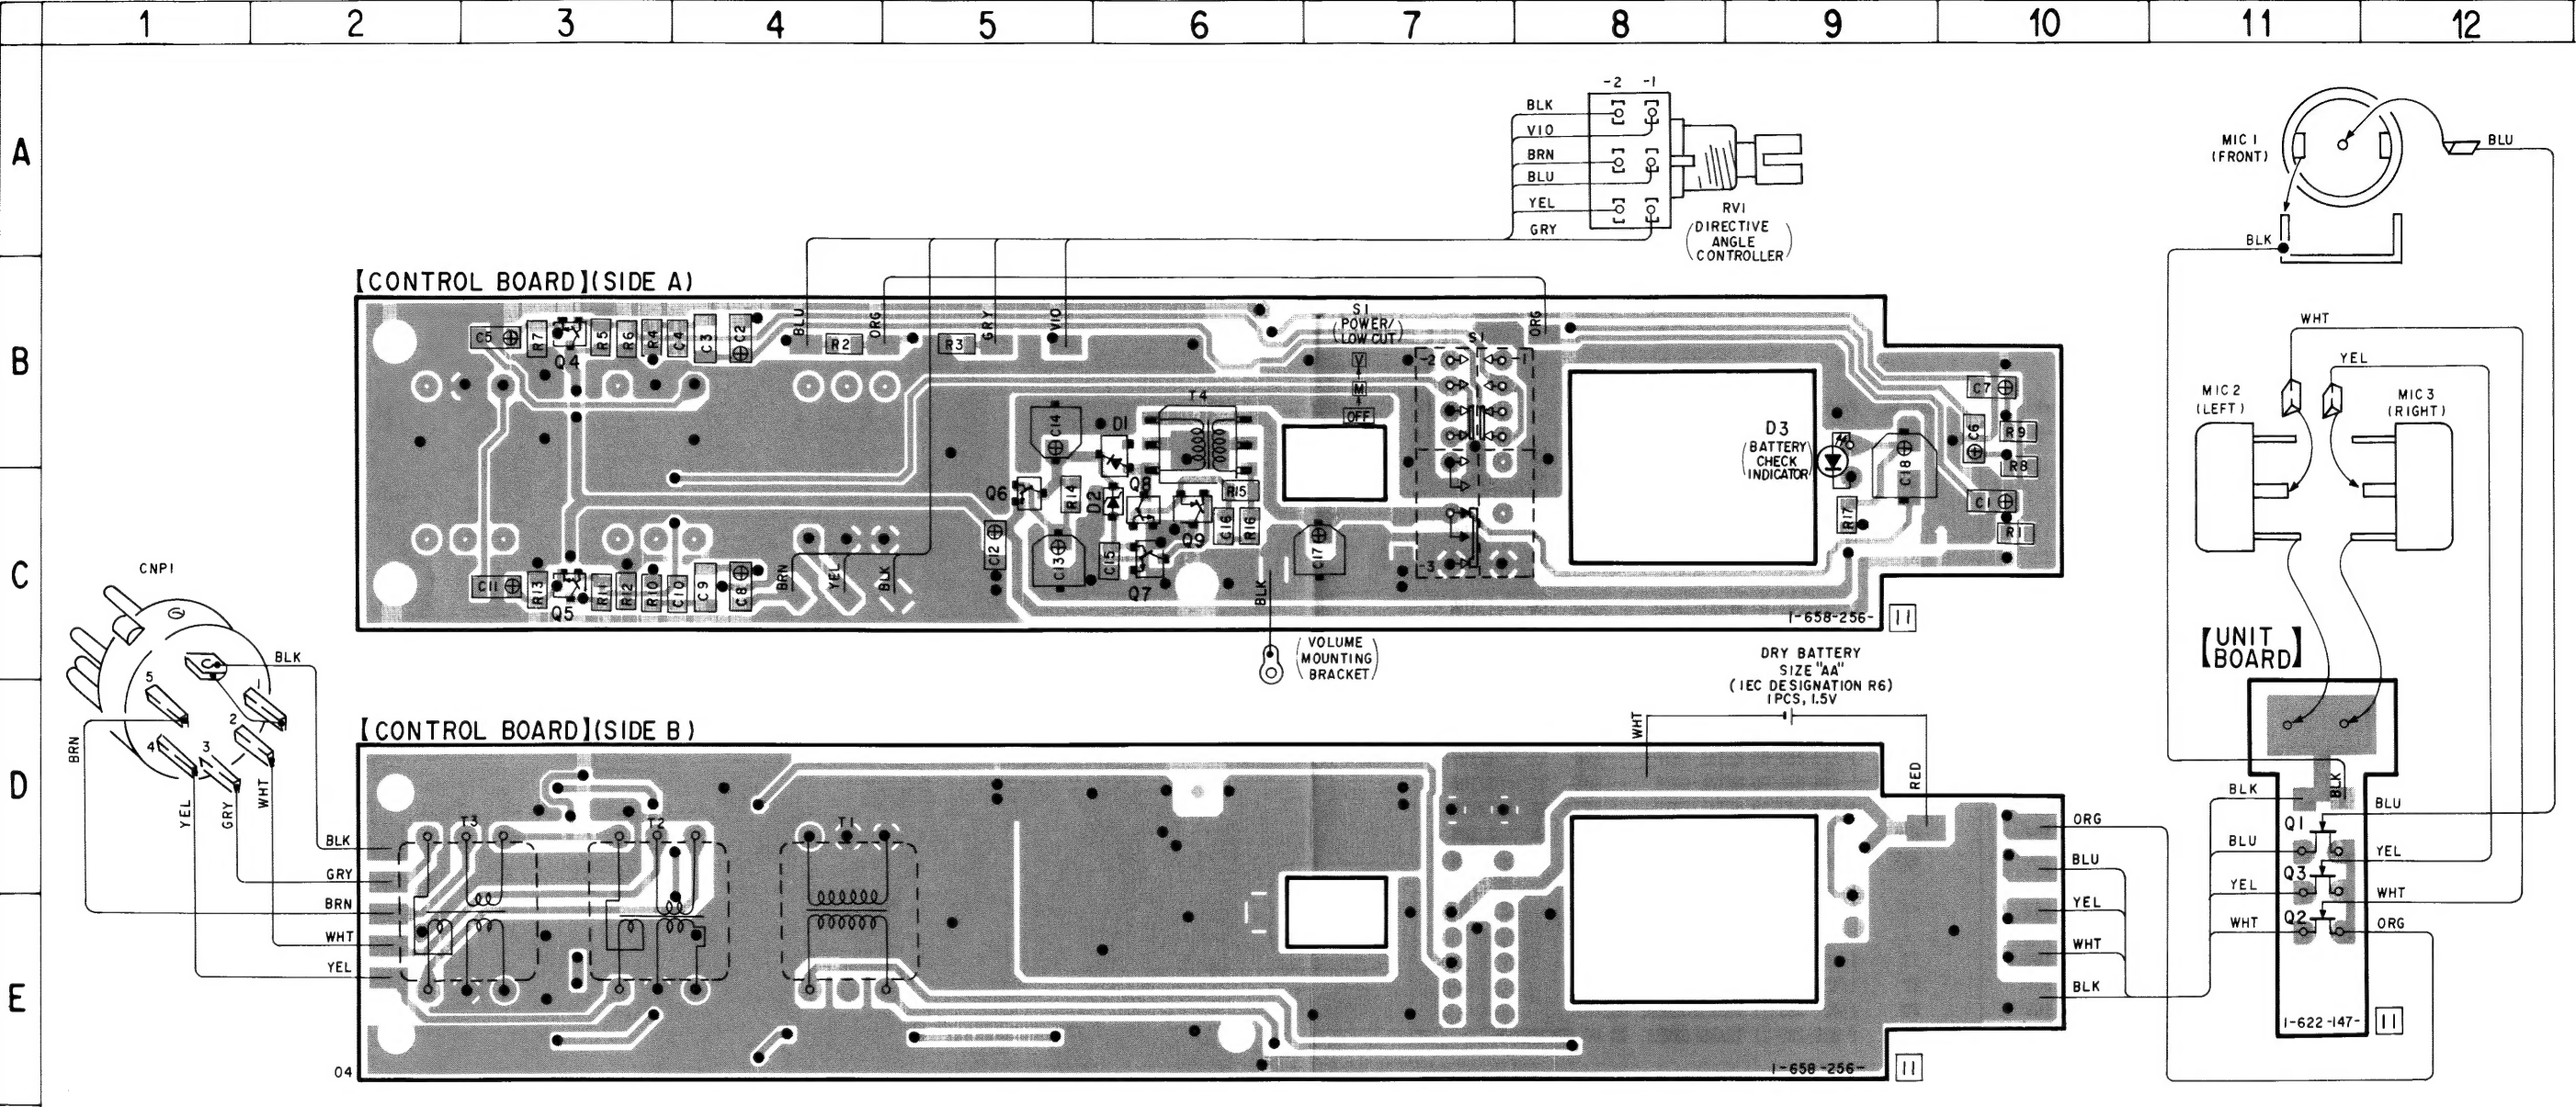 1 2 3 4 5 6 7 8 9 10 11 12
A
B
C
D
E
-2 -1
BLK
VIO
BRN
BLU
YEL
GRY
RV1
(DIRECTIVE
ANGLE
CONTROLLER)
MIC 1
(FRONT)
BLU
BLK
【CONTROL BOARD】(SIDE A)
C5
R7
Q4
R5
R6
R4
C4
C3
C2
BLU
R2
ORG
R3
GRY
VIO
S1
(POWER/
LOW CUT)
V
M
OFF
S1
-2
-1
-3
ORG
C14
D1
T4
Q6
R14
D2
Q8
R15
C12
C13
C15
Q7
Q9
C16
R16
C17
BLK
D3
(BATTERY
CHECK
INDICATOR)
C18
R17
C7
C6
R9
R8
C1
R1
C11
R13
Q5
R11
R12
R10
C10
C9
C8
BRN
YEL
BLK
1-658-256-
11
(VOLUME
MOUNTING
BRACKET)
WHT
YEL
MIC 2
(LEFT)
MIC 3
(RIGHT)
CNP1
5
4
3
2
1
BLK
BRN
YEL
GRY
WHT
DRY BATTERY
SIZE "AA"
(IEC DESIGNATION R6)
1PCS, 1.5V
WHT
RED
【CONTROL BOARD】(SIDE B)
T3
T2
T1
BLK
GRY
BRN
WHT
YEL
04
1-658-256-
11
ORG
BLU
YEL
WHT
BLK
【UNIT
BOARD】
BLK
BLK
BLU
Q1
BLU
YEL
Q3
YEL
WHT
Q2
WHT
ORG
1-622-147-
11